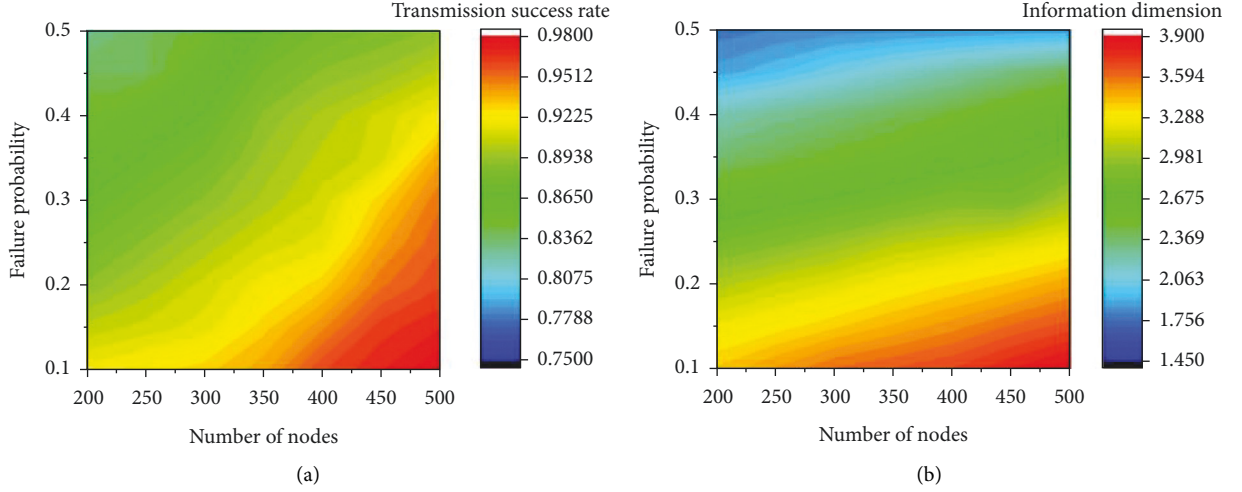 Transmission success rate
0.5
0.4
0.3
0.2
0.1
Failure probability
200 250 300 350 400 450 500
Number of nodes
0.9800
0.9512
0.9225
0.8938
0.8650
0.8362
0.8075
0.7788
0.7500
(a)
Information dimension
0.5
0.4
0.3
0.2
0.1
Failure probability
200 250 300 350 400 450 500
Number of nodes
3.900
3.594
3.288
2.981
2.675
2.369
2.063
1.756
1.450
(b)